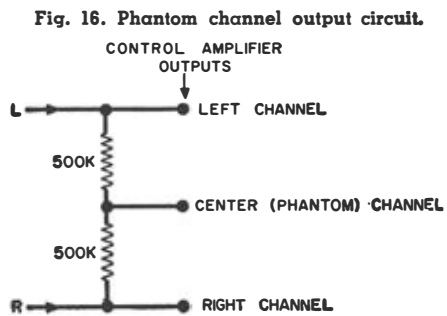 Fig. 16. Phantom channel output circuit.
CONTROL AMPLIFIER
OUTPUTS
L
LEFT CHANNEL
500K
CENTER (PHANTOM) CHANNEL
500K
R
RIGHT CHANNEL